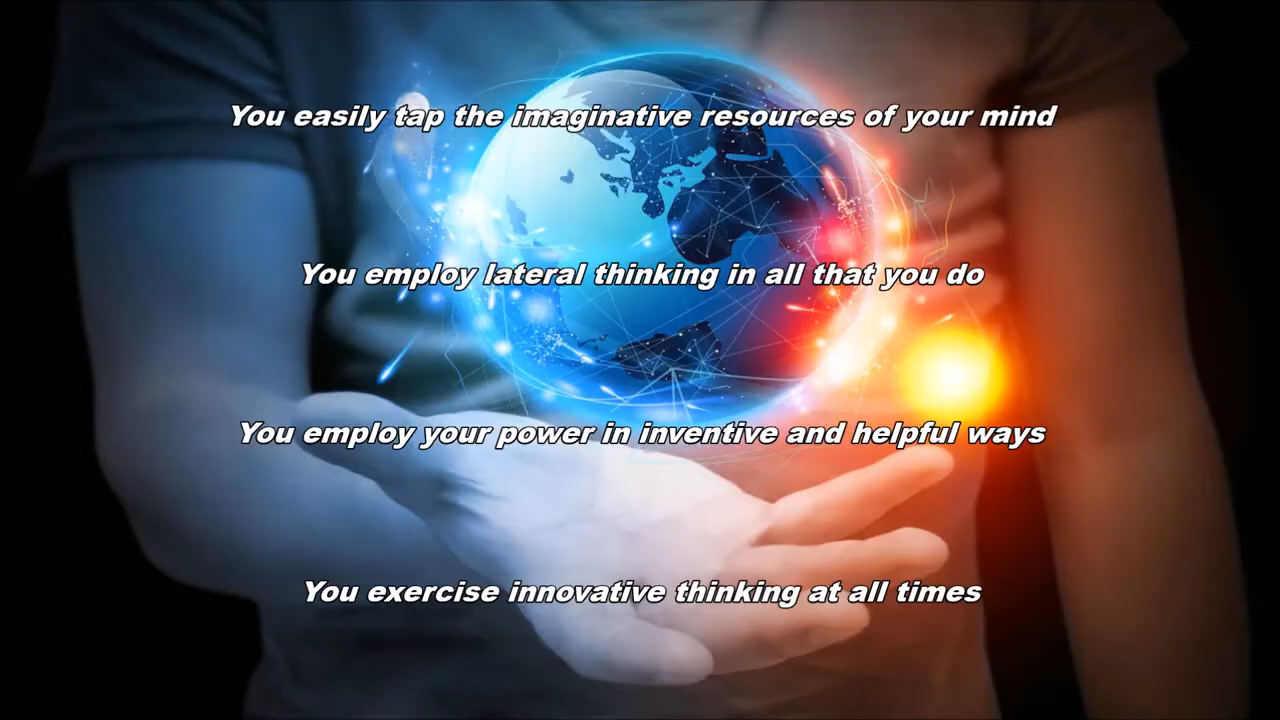 You easily tap the imaginative resources of your mind
You employ lateral thinking in all that you do
You employ your power in inventive and helpful ways
You exercise innovative thinking at all times